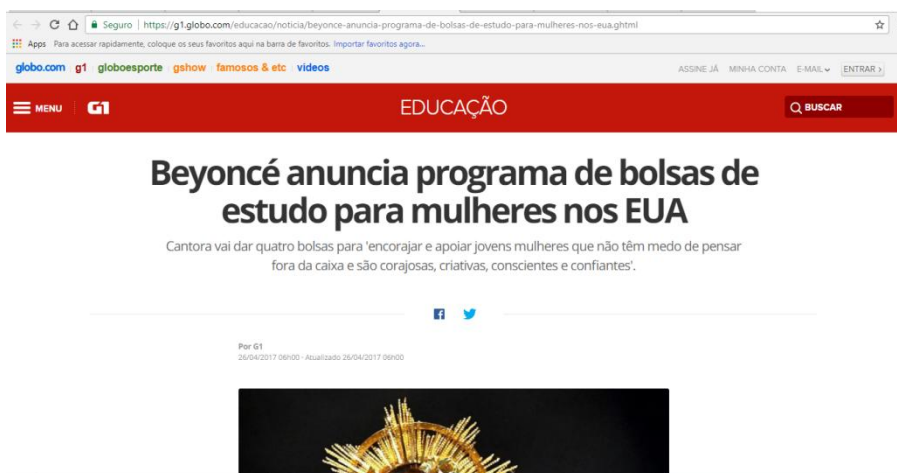 Seguro | https://g1.globo.com/educacao/noticia/beyonce-anuncia-programa-de-bolsas-de-estudo-para-mulheres-nos-eua.ghtml
Apps Para acessar rapidamente, coloque os seus favoritos aqui na barra de favoritos. Importar favoritos agora...
globo.com g1 globoesporte gshow famosos & etc vídeos ASSINE JÁ MINHA CONTA E-MAIL ENTRAR >
MENU G1 EDUCAÇÃO BUSCAR
Beyoncé anuncia programa de bolsas de
estudo para mulheres nos EUA
Cantora vai dar quatro bolsas para 'encorajar e apoiar jovens mulheres que não têm medo de pensar
fora da caixa e são corajosas, criativas, conscientes e confiantes'.
Por G1
26/04/2017 06h00 - Atualizado 26/04/2017 06h00